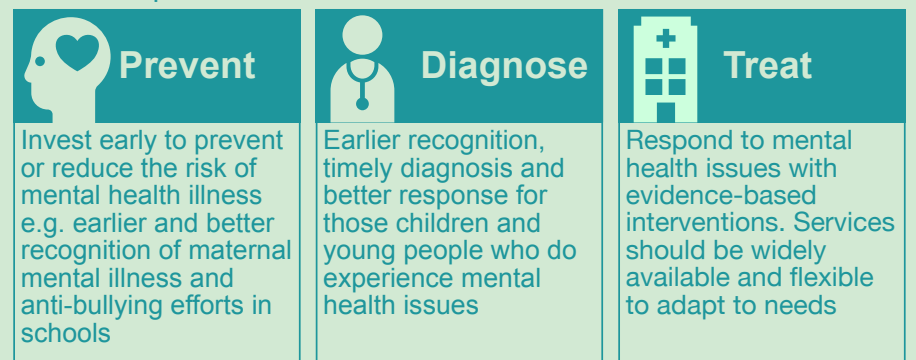 Prevent
Invest early to prevent
or reduce the risk of
mental health illness
e.g. earlier and better
recognition of maternal
mental illness and
anti-bullying efforts in
schools
Diagnose
Earlier recognition,
timely diagnosis and
better response for
those children and
young people who do
experience mental
health issues
Treat
Respond to mental
health issues with
evidence-based
interventions. Services
should be widely
available and flexible
to adapt to needs